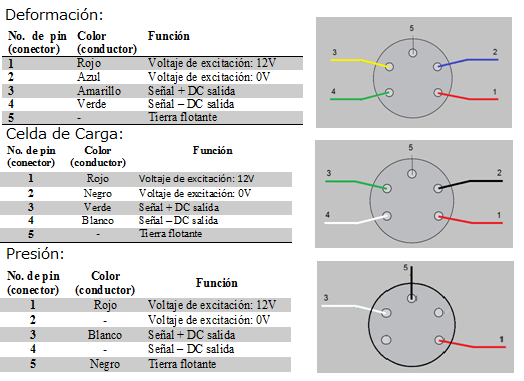 Deformación:
No. de pin Color Función
(conector) (conductor)
1 Rojo Voltaje de excitación: 12V
2 Azul Voltaje de excitación: 0V
3 Amarillo Señal + DC salida
4 Verde Señal – DC salida
5 - Tierra flotante
5
3 2
4 1
Celda de Carga:
No. de pin Color Función
(conector) (conductor)
1 Rojo Voltaje de excitación: 12V
2 Negro Voltaje de excitación: 0V
3 Verde Señal + DC salida
4 Blanco Señal – DC salida
5 - Tierra flotante
5
3 2
4 1
Presión:
No. de pin Color Función
(conector) (conductor)
1 Rojo Voltaje de excitación: 12V
2 - Voltaje de excitación: 0V
3 Blanco Señal + DC salida
4 - Señal – DC salida
5 Negro Tierra flotante
5
3
1